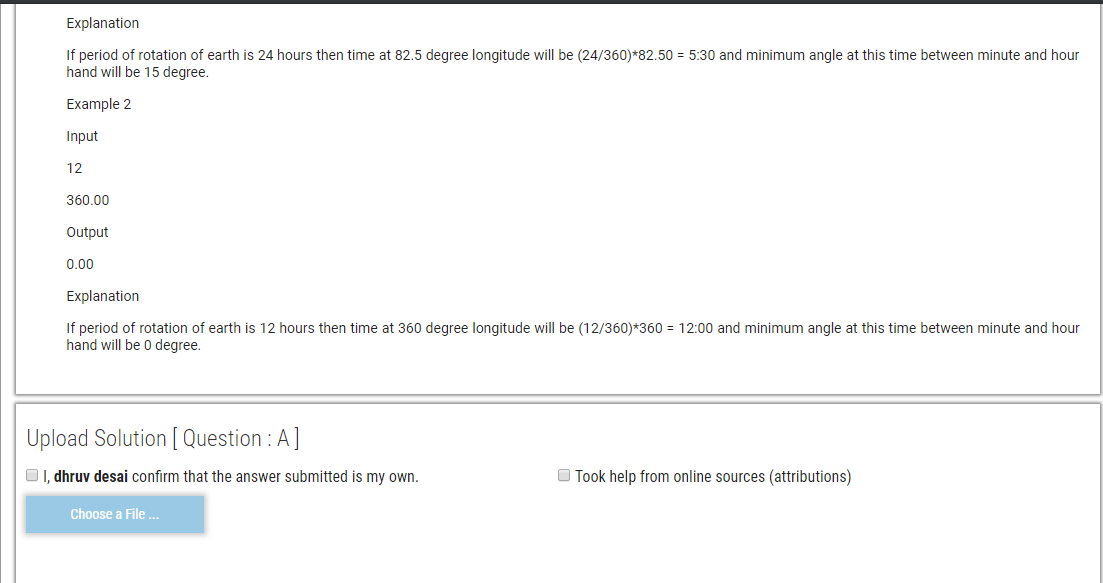 Explanation
If period of rotation of earth is 24 hours then time at 82.5 degree longitude will be (24/360)*82.50 = 5:30 and minimum angle at this time between minute and hour
hand will be 15 degree.
Example 2
Input
12
360.00
Output
0.00
Explanation
If period of rotation of earth is 12 hours then time at 360 degree longitude will be (12/360)*360 = 12:00 and minimum angle at this time between minute and hour
hand will be 0 degree.
Upload Solution [ Question : A ]
I, dhruv desai confirm that the answer submitted is my own.
Took help from online sources (attributions)
Choose a File ...